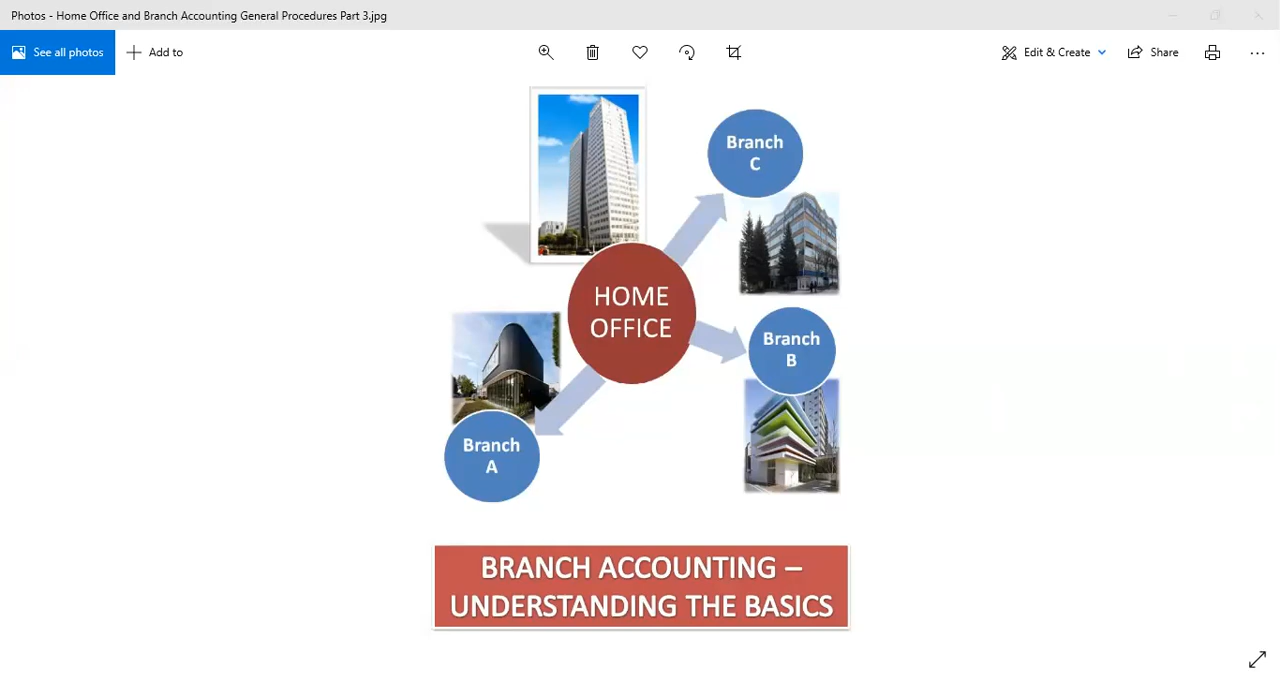 Photos - Home Office and Branch Accounting General Procedures Part 3.jpg
See all photos
Add to
Edit & Create
Share
Branch
C
HOME
OFFICE
Branch
B
Branch
A
BRANCH ACCOUNTING –
UNDERSTANDING THE BASICS